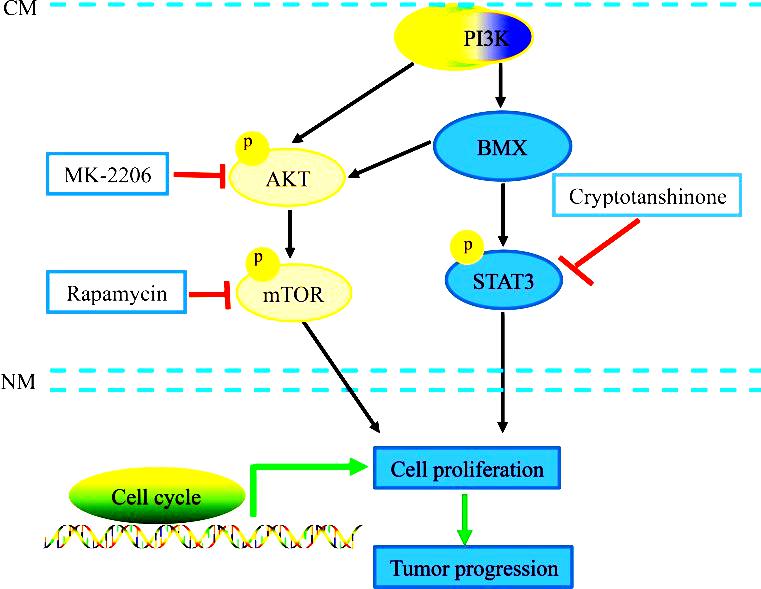 CM
PI3K
BMX
p
AKT
MK-2206
Cryptotanshinone
p
STAT3
p
mTOR
Rapamycin
NM
Cell proliferation
Cell cycle
Tumor progression